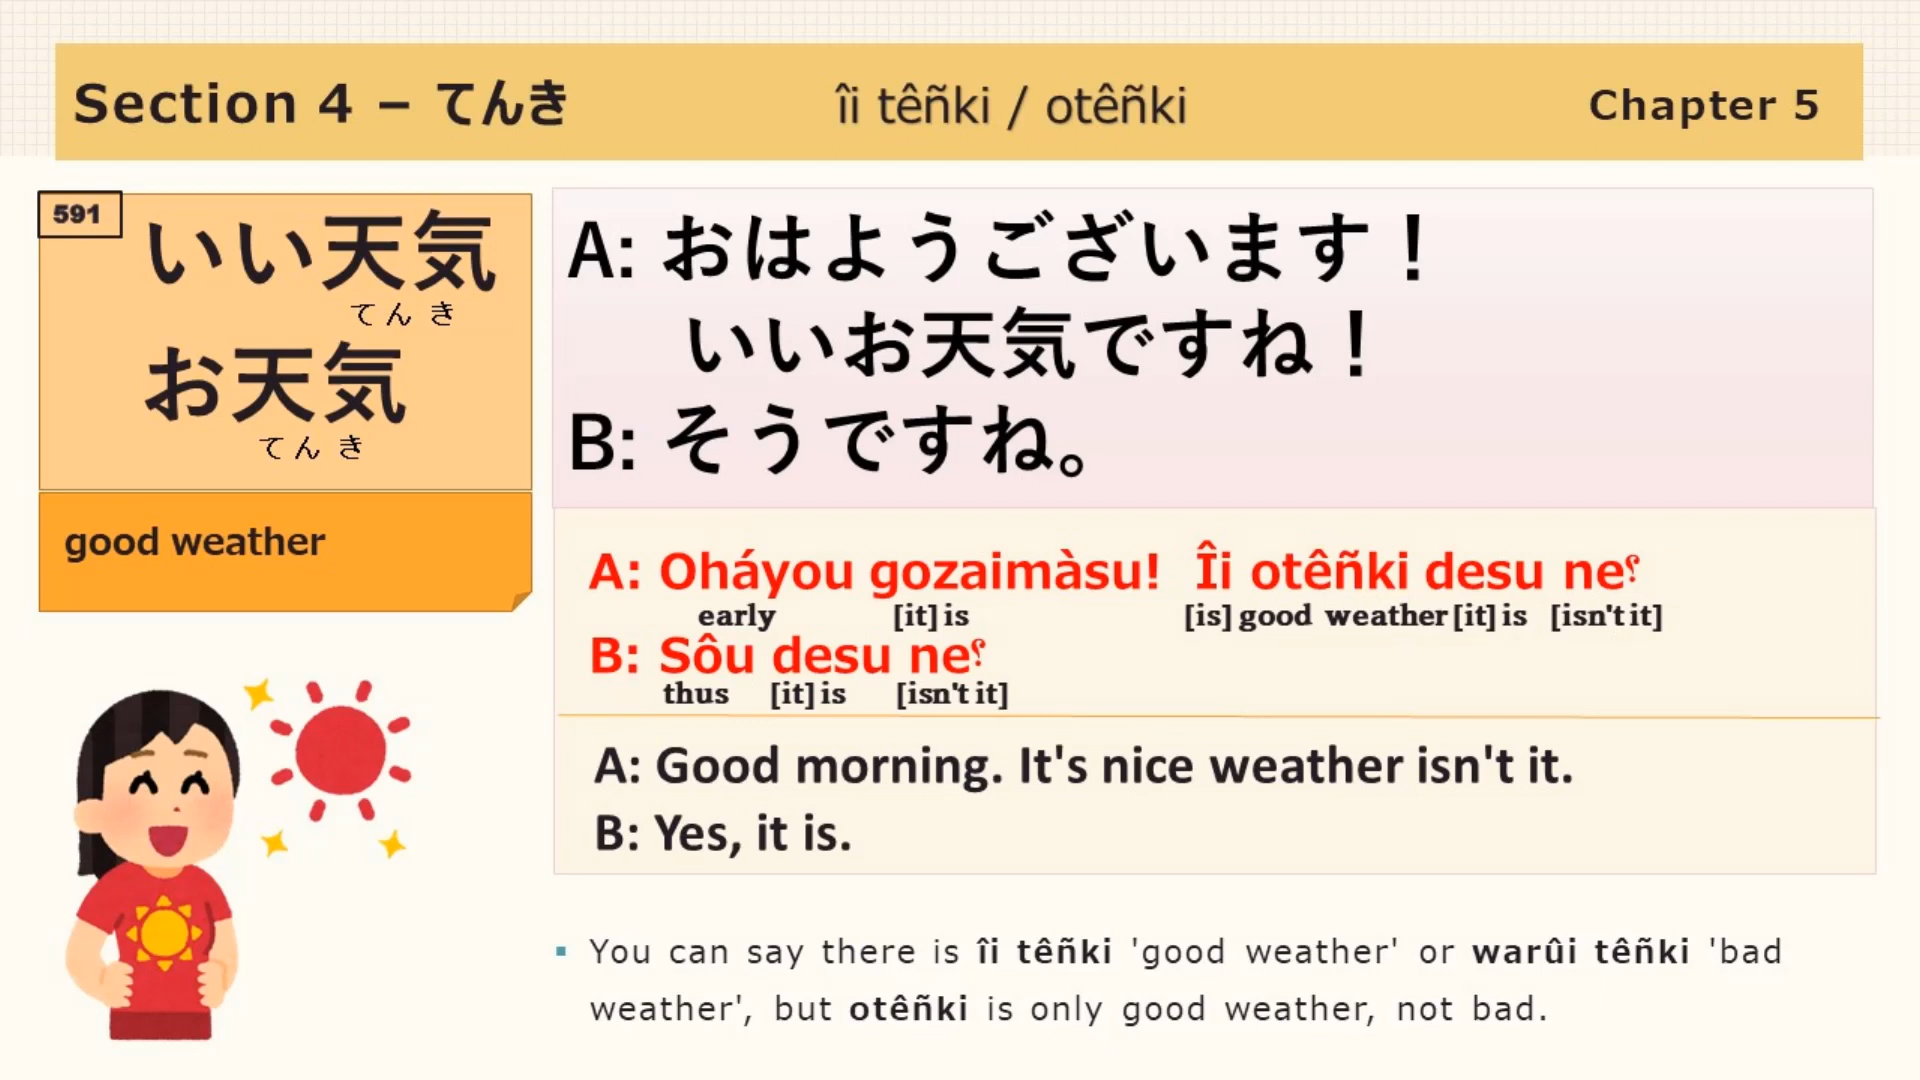 Section 4 – てんき
îi têñki / otêñki
Chapter 5
591
いい天気
てんき
お天気
てんき
good weather
A: おはようございます！
いいお天気ですね！
B: そうですね。
A: Oháyou gozaimàsu! Îi otêñki desu ne␦
early [it] is [is] good weather [it] is [isn't it]
B: Sôu desu ne␦
thus [it] is [isn't it]
A: Good morning. It's nice weather isn't it.
B: Yes, it is.
▪ You can say there is îi têñki 'good weather' or warûi têñki 'bad
weather', but otêñki is only good weather, not bad.